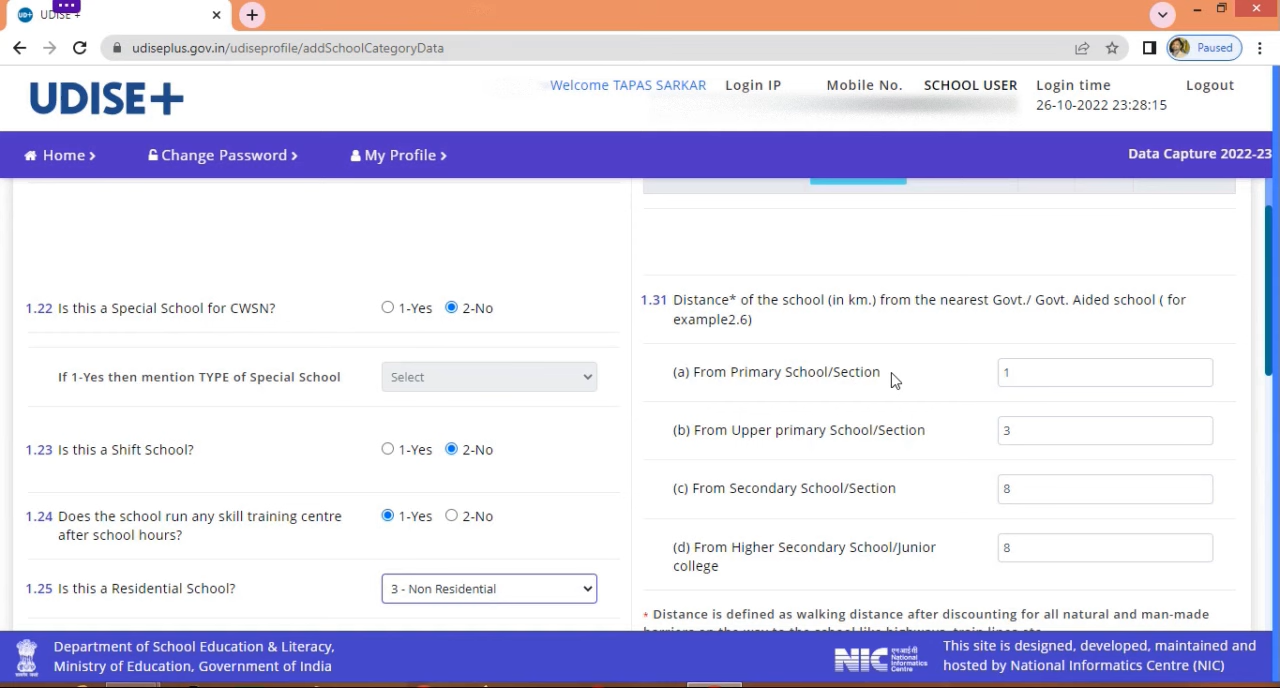 UDISE +
udiseplus.gov.in/udiseprofile/addSchoolCategoryData
Paused
UDISE+
Welcome TAPAS SARKAR
Login IP
Mobile No.
SCHOOL USER
Login time
26-10-2022 23:28:15
Logout
Home
Change Password
My Profile
Data Capture 2022-23
1.22 Is this a Special School for CWSN?
1-Yes 2-No
If 1-Yes then mention TYPE of Special School
Select
1.23 Is this a Shift School?
1-Yes 2-No
1.24 Does the school run any skill training centre
after school hours?
1-Yes 2-No
1.25 Is this a Residential School?
3 - Non Residential
1.31 Distance* of the school (in km.) from the nearest Govt./ Govt. Aided school ( for
example2.6)
(a) From Primary School/Section
1
(b) From Upper primary School/Section
3
(c) From Secondary School/Section
8
(d) From Higher Secondary School/Junior
college
8
* Distance is defined as walking distance after discounting for all natural and man-made
Department of School Education & Literacy,
Ministry of Education, Government of India
NIC
एन आई सी
National
Informatics
Centre
This site is designed, developed, maintained and
hosted by National Informatics Centre (NIC)